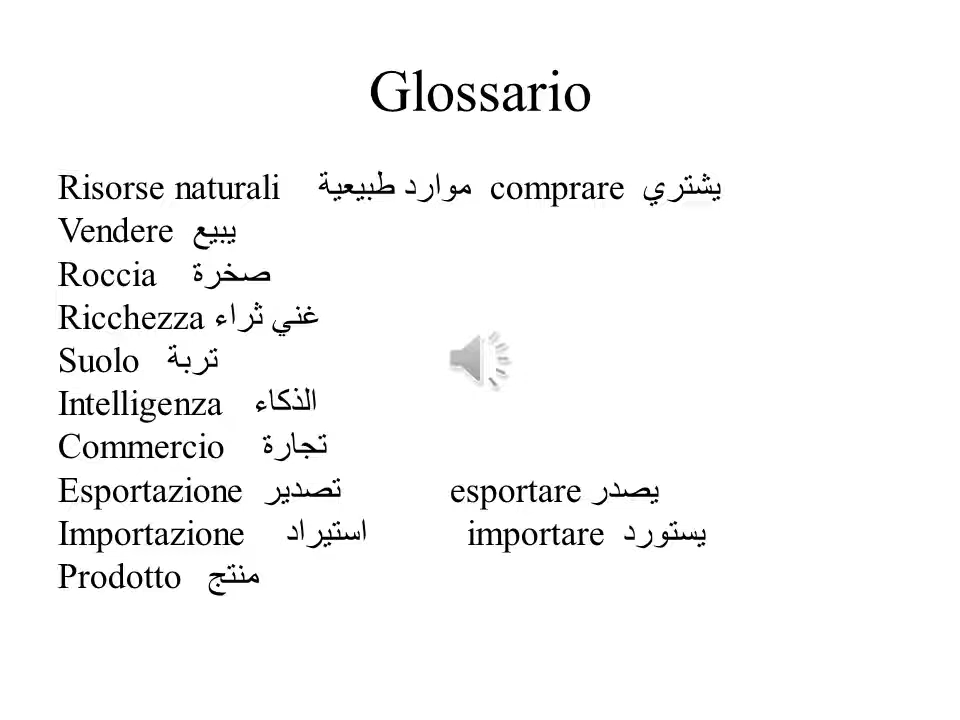 Glossario
Risorse naturali موارد طبيعية comprare يشتري
Vendere يبيع
Roccia صخرة
Ricchezza غني ثراء
Suolo تربة
Intelligenza الذكاء
Commercio تجارة
Esportazione تصدير esportare يصدر
Importazione استيراد importare يستورد
Prodotto منتج